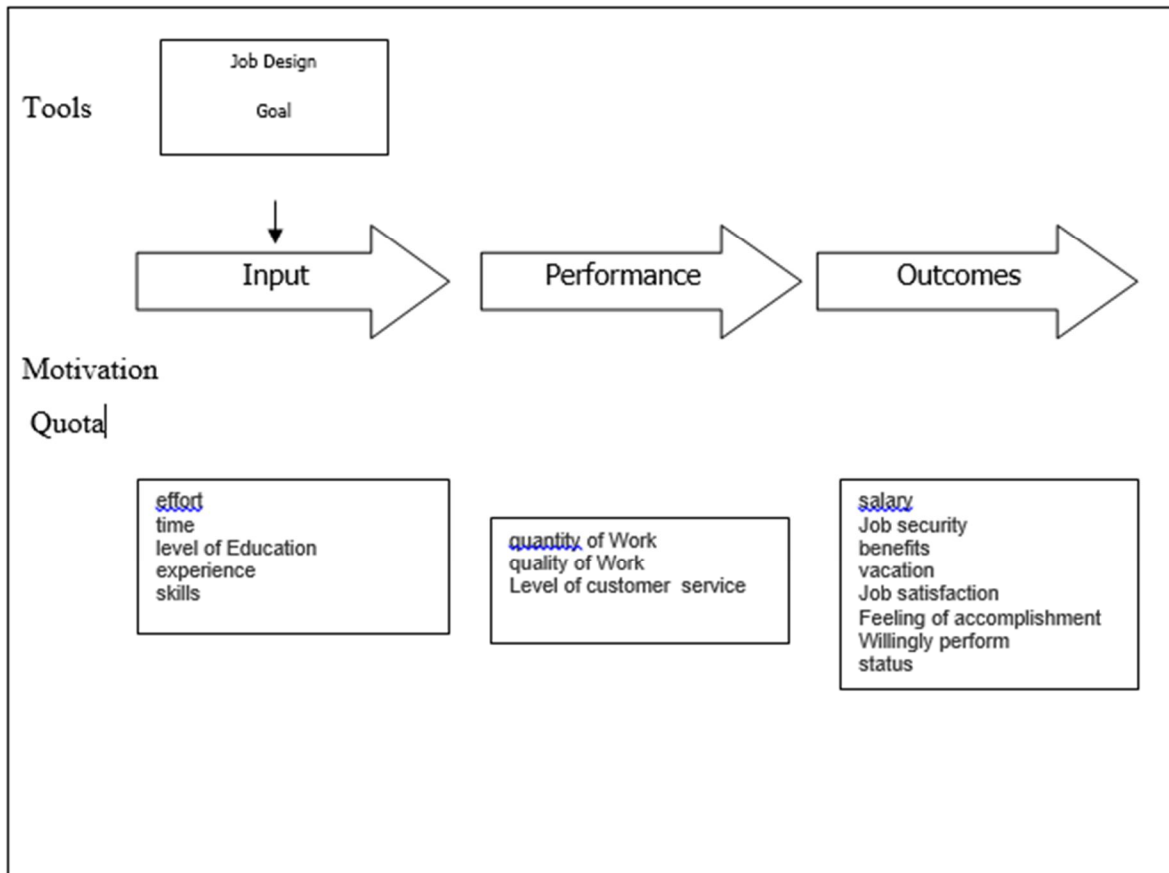 Job Design
Tools
Goal
Input
Performance
Outcomes
Motivation
Quota
effort
time
level of Education
experience
skills
quantity of Work
quality of Work
Level of customer service
salary
Job security
benefits
vacation
Job satisfaction
Feeling of accomplishment
Willingly perform
status